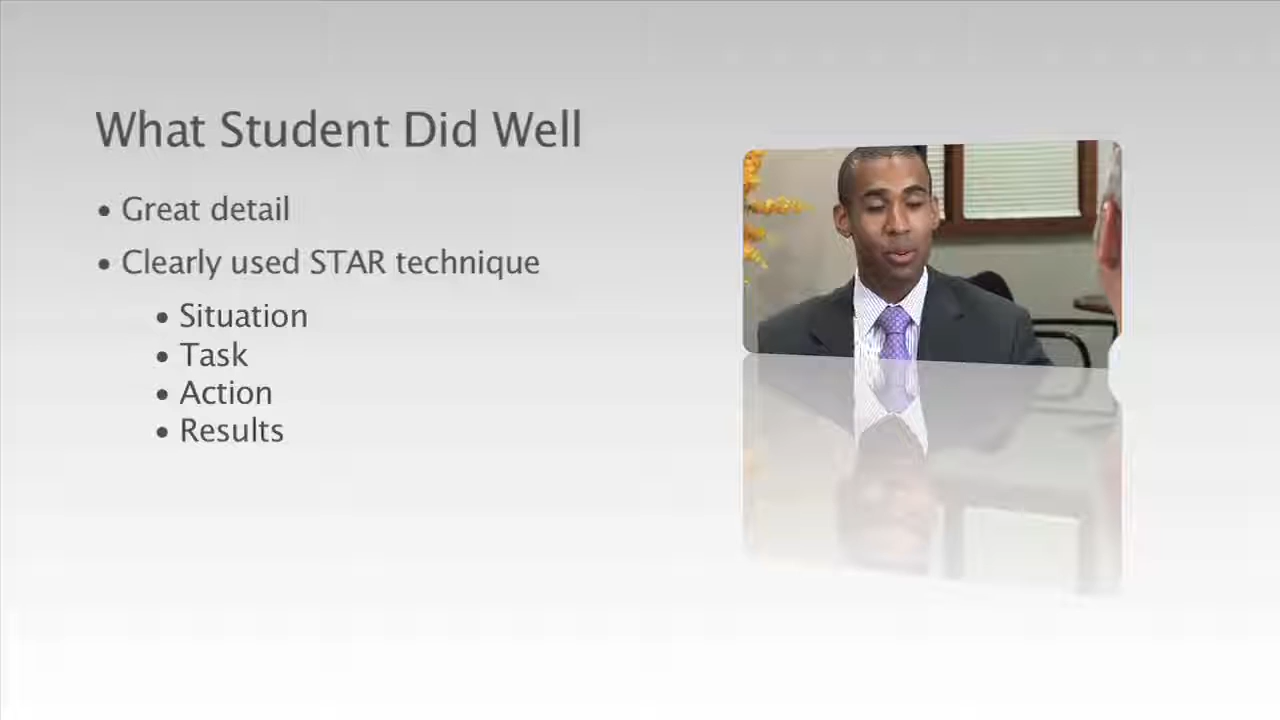 What Student Did Well
• Great detail
• Clearly used STAR technique
• Situation
• Task
• Action
• Results